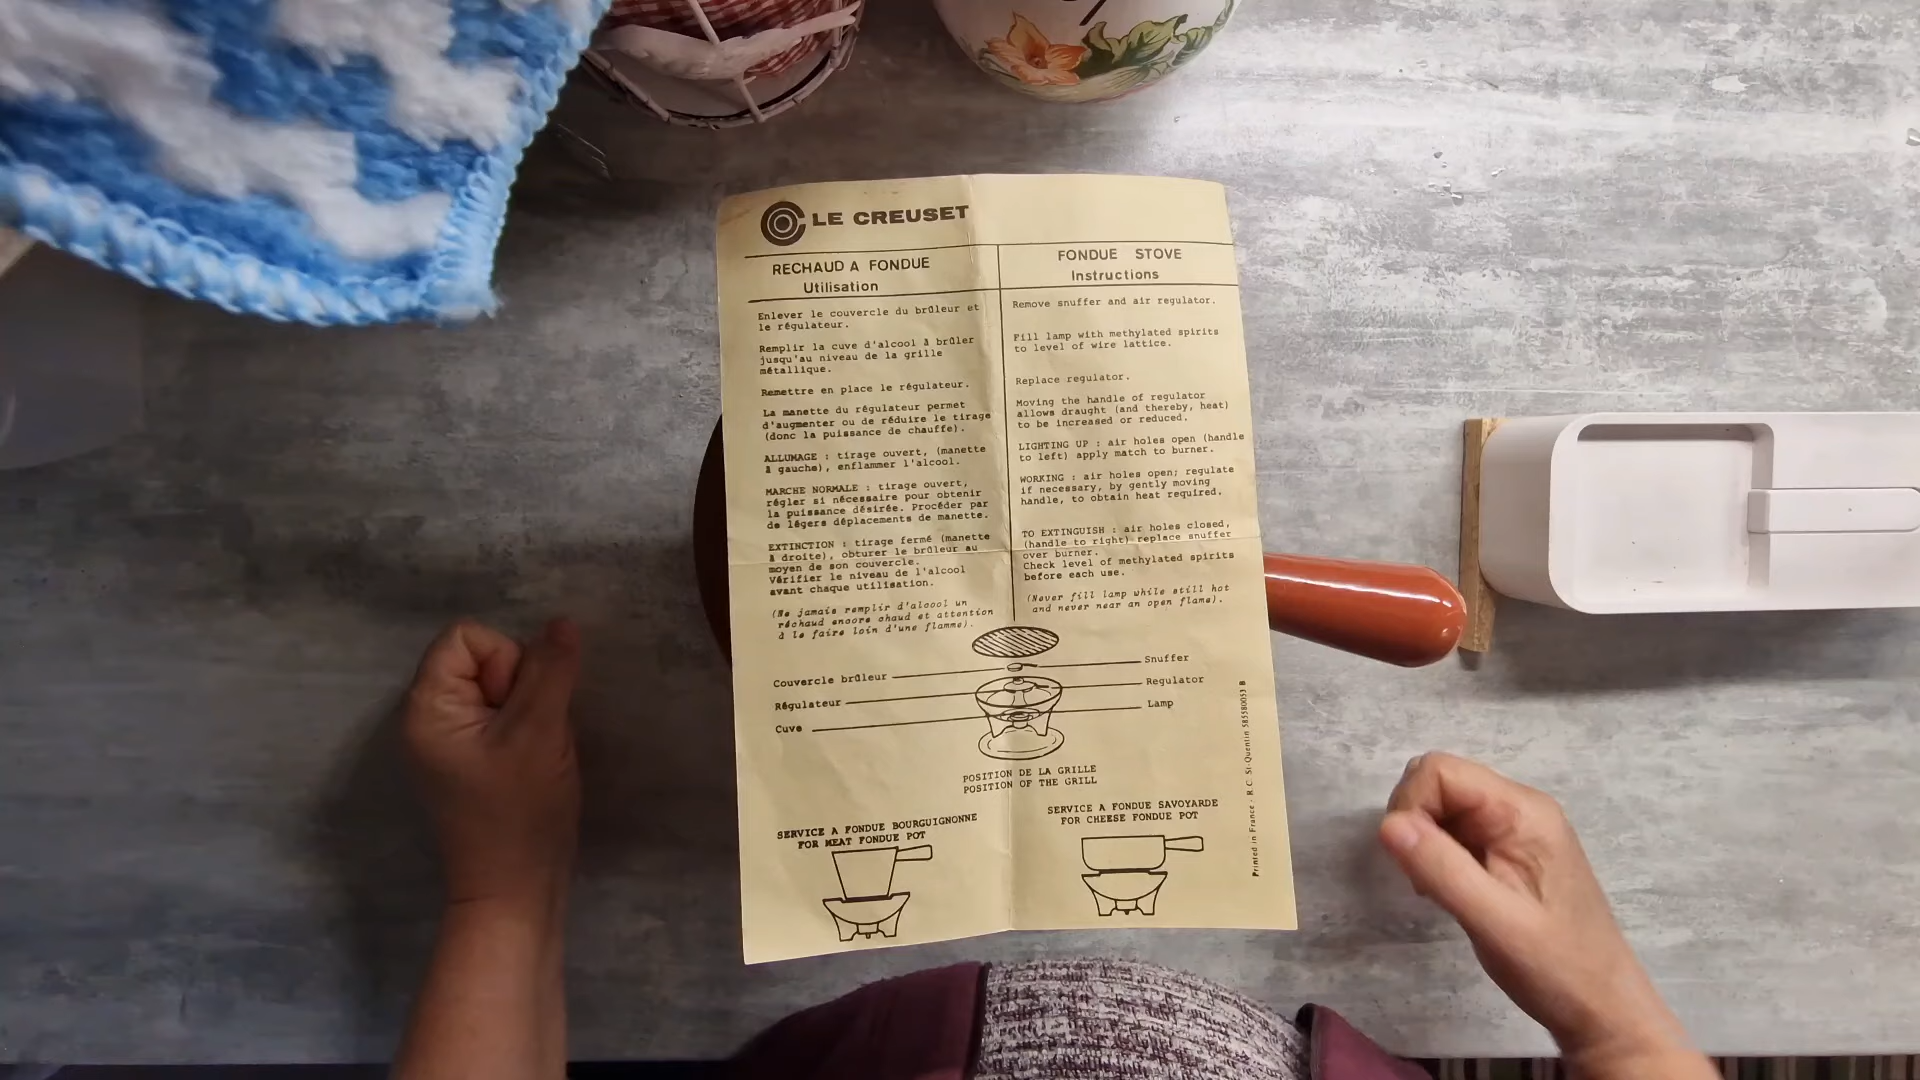 LE CREUSET
RECHAUD A FONDUE
Utilisation
Enlever le couvercle du brûleur et
le régulateur.
Remplir la cuve d'alcool à brûler
jusqu'au niveau de la grille
métallique.
Remettre en place le régulateur.
La manette du régulateur permet
d'augmenter ou de réduire le tirage
(donc la puissance de chauffe).
ALLUMAGE : tirage ouvert, (manette
à gauche), enflammer l'alcool.
MARCHE NORMALE : tirage ouvert,
régler si nécessaire pour obtenir
la puissance désirée. Procéder par
de légers déplacements de manette.
EXTINCTION : tirage fermé (manette
à droite), obturer le brûleur au
moyen de son couvercle.
Vérifier le niveau de l'alcool
avant chaque utilisation.
(Ne jamais remplir d'alcool un
réchaud encore chaud et attention
à le faire loin d'une flamme).
FONDUE STOVE
Instructions
Remove snuffer and air regulator.
Fill lamp with methylated spirits
to level of wire lattice.
Replace regulator.
Moving the handle of regulator
allows draught (and thereby, heat)
to be increased or reduced.
LIGHTING UP : air holes open (handle
to left) apply match to burner.
WORKING : air holes open; regulate
if necessary, by gently moving
handle, to obtain heat required.
TO EXTINGUISH : air holes closed,
(handle to right) replace snuffer
over burner.
Check level of methylated spirits
before each use.
(Never fill lamp while still hot
and never near an open flame).
Couvercle brûleur
Régulateur
Cuve
Snuffer
Regulator
Lamp
POSITION DE LA GRILLE
POSITION OF THE GRILL
SERVICE A FONDUE BOURGUIGNONNE
FOR MEAT FONDUE POT
SERVICE A FONDUE SAVOYARDE
FOR CHEESE FONDUE POT
Printed in France - R.C. St-Quentin 585580053 B